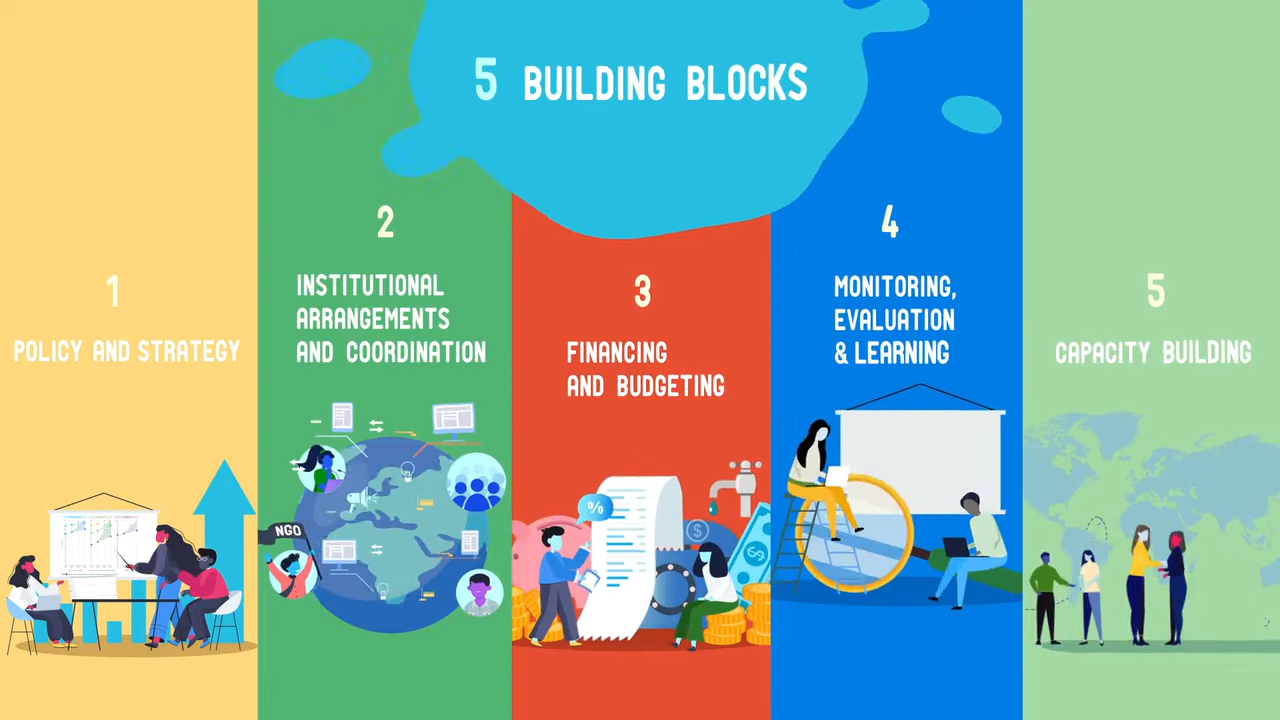 5 BUILDING BLOCKS
1
POLICY AND STRATEGY
2
INSTITUTIONAL
ARRANGEMENTS
AND COORDINATION
NGO
3
FINANCING
AND BUDGETING
%
$
$
4
MONITORING,
EVALUATION
& LEARNING
5
CAPACITY BUILDING